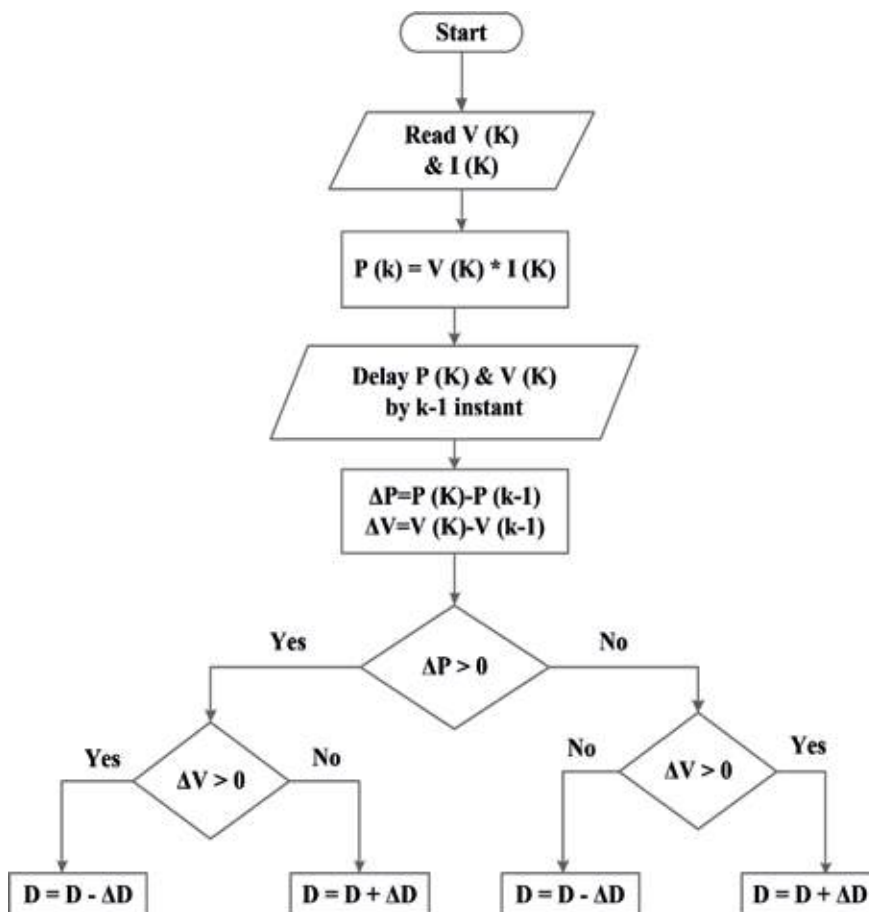 Start
Read V (K)
& I (K)
P (k) = V (K) * I (K)
Delay P (K) & V (K)
by k-1 instant
ΔP=P (K)-P (k-1)
ΔV=V (K)-V (k-1)
Yes
No
ΔP > 0
Yes
No
No
Yes
ΔV > 0
ΔV > 0
D = D - ΔD
D = D + ΔD
D = D - ΔD
D = D + ΔD